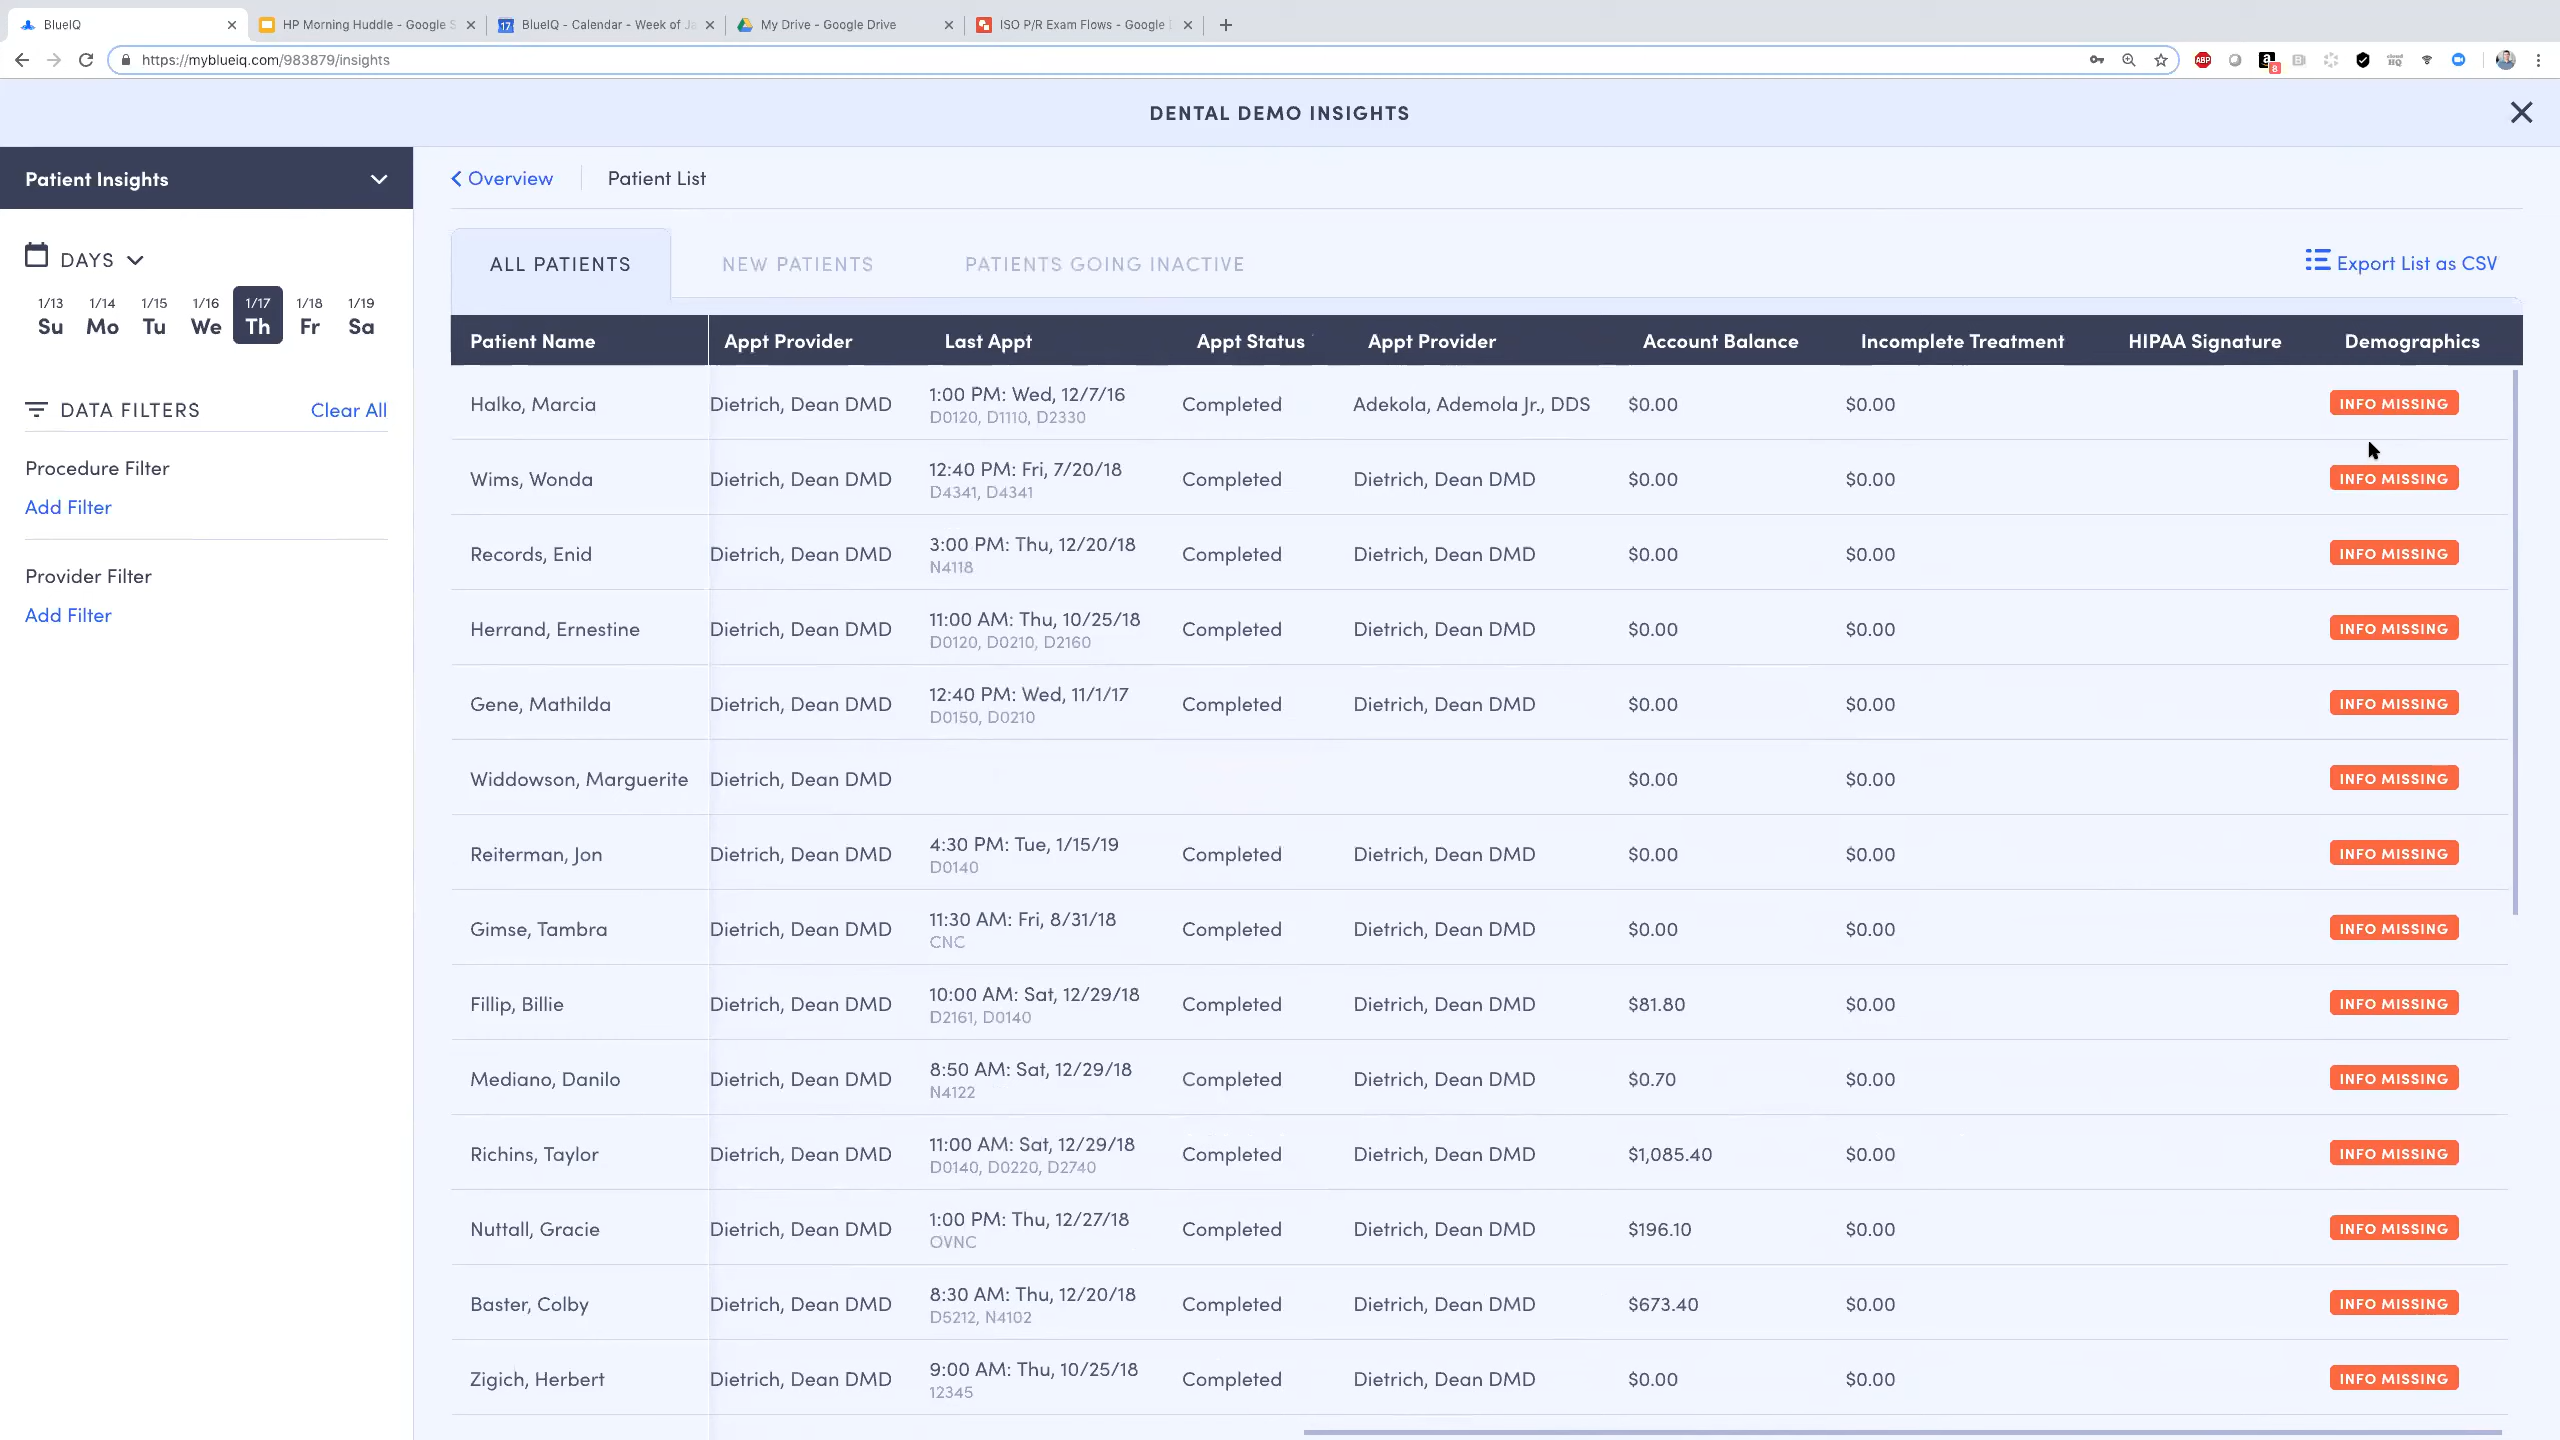 BlueIQ
HP Morning Huddle - Google S
BlueIQ - Calendar - Week of Ja
My Drive - Google Drive
ISO P/R Exam Flows - Google D
https://myblueiq.com/983879/insights
ABP
8
HQ
DENTAL DEMO INSIGHTS
Patient Insights
Overview
Patient List
DAYS
1/13 1/14 1/15 1/16 1/17 1/18 1/19
Su Mo Tu We Th Fr Sa
DATA FILTERS
Clear All
Procedure Filter
Add Filter
Provider Filter
Add Filter
ALL PATIENTS
NEW PATIENTS
PATIENTS GOING INACTIVE
Export List as CSV
Patient Name Appt Provider Last Appt Appt Status Appt Provider Account Balance Incomplete Treatment HIPAA Signature Demographics
Halko, Marcia Dietrich, Dean DMD 1:00 PM: Wed, 12/7/16 Completed Adekola, Ademola Jr., DDS $0.00 $0.00 INFO MISSING
D0120, D1110, D2330
Wims, Wonda Dietrich, Dean DMD 12:40 PM: Fri, 7/20/18 Completed Dietrich, Dean DMD $0.00 $0.00 INFO MISSING
D4341, D4341
Records, Enid Dietrich, Dean DMD 3:00 PM: Thu, 12/20/18 Completed Dietrich, Dean DMD $0.00 $0.00 INFO MISSING
N4118
Herrand, Ernestine Dietrich, Dean DMD 11:00 AM: Thu, 10/25/18 Completed Dietrich, Dean DMD $0.00 $0.00 INFO MISSING
D0120, D0210, D2160
Gene, Mathilda Dietrich, Dean DMD 12:40 PM: Wed, 11/1/17 Completed Dietrich, Dean DMD $0.00 $0.00 INFO MISSING
D0150, D0210
Widdowson, Marguerite Dietrich, Dean DMD $0.00 $0.00 INFO MISSING
Reiterman, Jon Dietrich, Dean DMD 4:30 PM: Tue, 1/15/19 Completed Dietrich, Dean DMD $0.00 $0.00 INFO MISSING
D0140
Gimse, Tambra Dietrich, Dean DMD 11:30 AM: Fri, 8/31/18 Completed Dietrich, Dean DMD $0.00 $0.00 INFO MISSING
CNC
Fillip, Billie Dietrich, Dean DMD 10:00 AM: Sat, 12/29/18 Completed Dietrich, Dean DMD $81.80 $0.00 INFO MISSING
D2161, D0140
Mediano, Danilo Dietrich, Dean DMD 8:50 AM: Sat, 12/29/18 Completed Dietrich, Dean DMD $0.70 $0.00 INFO MISSING
N4122
Richins, Taylor Dietrich, Dean DMD 11:00 AM: Sat, 12/29/18 Completed Dietrich, Dean DMD $1,085.40 $0.00 INFO MISSING
D0140, D0220, D2740
Nuttall, Gracie Dietrich, Dean DMD 1:00 PM: Thu, 12/27/18 Completed Dietrich, Dean DMD $196.10 $0.00 INFO MISSING
OVNC
Baster, Colby Dietrich, Dean DMD 8:30 AM: Thu, 12/20/18 Completed Dietrich, Dean DMD $673.40 $0.00 INFO MISSING
D5212, N4102
Zigich, Herbert Dietrich, Dean DMD 9:00 AM: Thu, 10/25/18 Completed Dietrich, Dean DMD $0.00 $0.00 INFO MISSING
12345